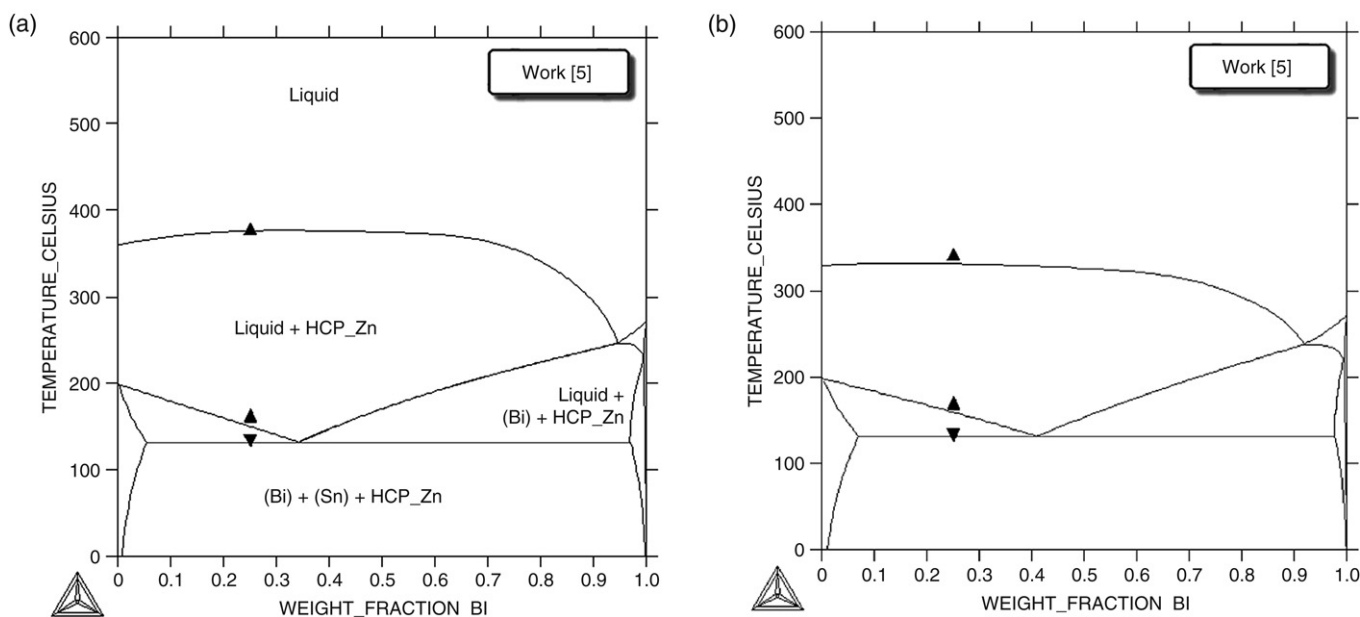 (a)
Work [5]
Liquid
Liquid + HCP_Zn
Liquid +
(Bi) + HCP_Zn
(Bi) + (Sn) + HCP_Zn
TEMPERATURE_CELSIUS
600
500
400
300
200
100
0
0 0.1 0.2 0.3 0.4 0.5 0.6 0.7 0.8 0.9 1.0
WEIGHT_FRACTION BI
(b)
Work [5]
TEMPERATURE_CELSIUS
600
500
400
300
200
100
0
0 0.1 0.2 0.3 0.4 0.5 0.6 0.7 0.8 0.9 1.0
WEIGHT_FRACTION BI